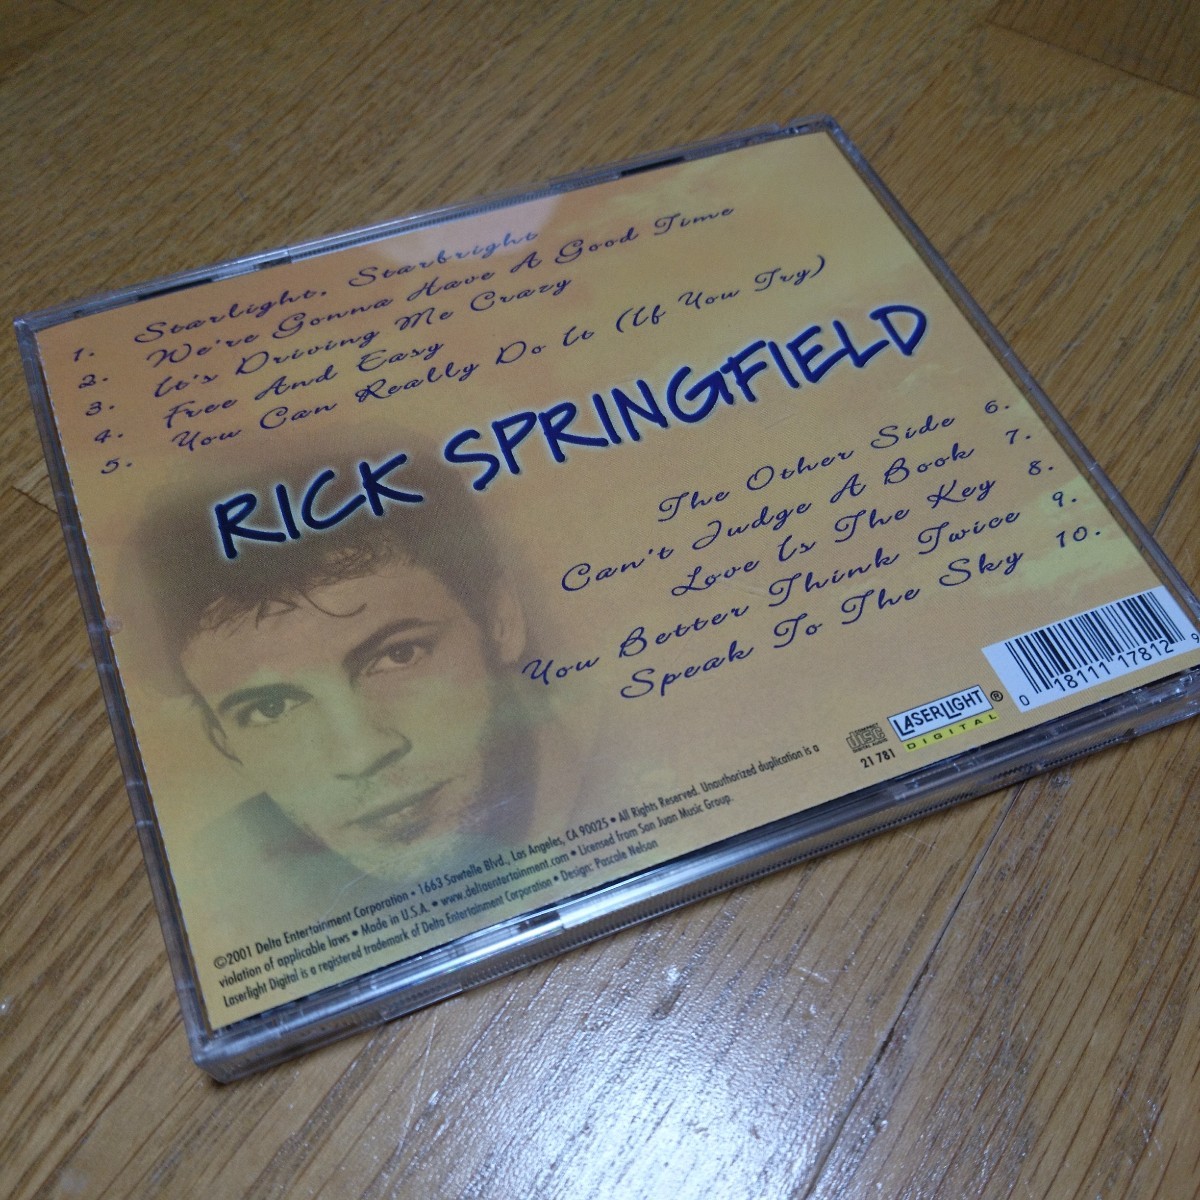 1. Starlight, Starbright
2. We're Gonna Have A Good Time
3. It's Driving Me Crazy
4. Free And Easy
5. You Can Really Do It (If You Try)
RICK SPRINGFIELD
The Other Side 6.
Can't Judge A Book 7.
Love Is The Key 8.
You Better Think Twice 9.
Speak To The Sky 10.
0 18111 17812 9
COMPACT
disc
DIGITAL AUDIO
21 781
LASERLIGHT®
DIGITAL
©2001 Delta Entertainment Corporation • 1663 Sawtelle Blvd., Los Angeles, CA 90025 • All Rights Reserved. Unauthorized duplication is a
violation of applicable laws • Made in U.S.A. • www.deltaentertainment.com • Licensed from San Juan Music Group.
Laserlight Digital is a registered trademark of Delta Entertainment Corporation • Design: Pascale Nelson